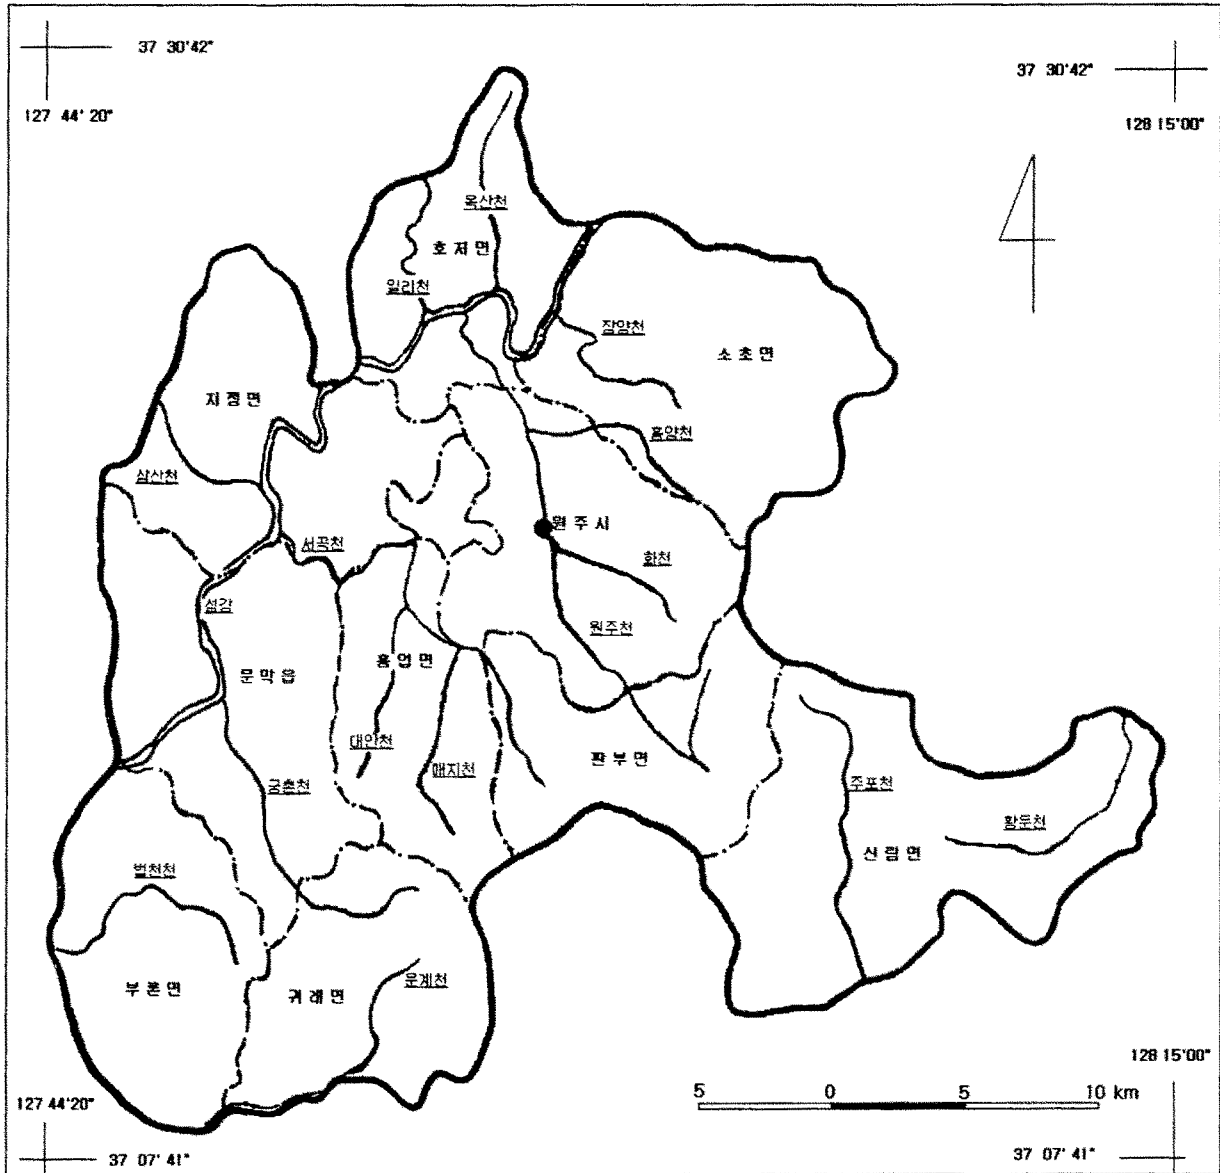 37 30'42"
37 30'42"
127 44' 20"
128 15'00"
옥산천
호저면
일리천
장양천
소초면
지정면
흥양천
삼산천
원주시
서곡천
화천
섬강
원주천
흥업면
문막읍
대안천
매지천
판부면
주포천
궁촌천
황둔천
신림면
법천천
운계천
부론면
귀래면
128 15'00"
5 0 5 10 km
127 44'20"
37 07' 41"
37 07' 41"